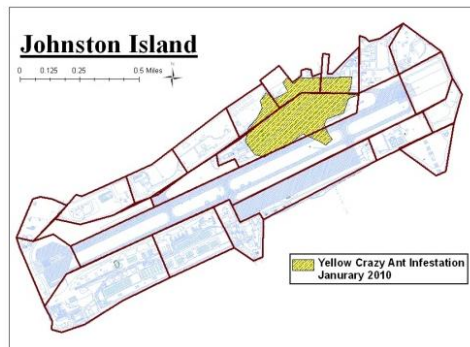 Johnston Island
0 0.125 0.25 0.5 Miles
Yellow Crazy Ant Infestation
Janurary 2010